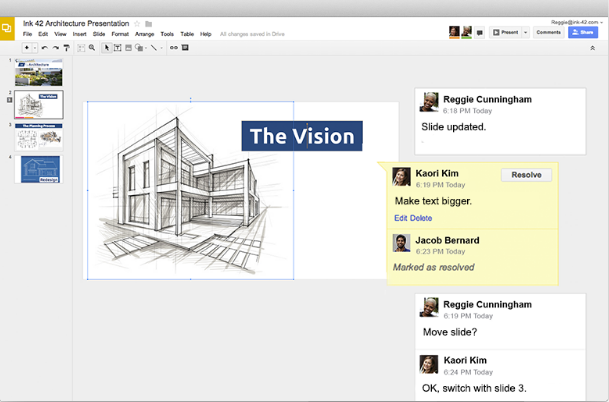 Ink 42 Architecture Presentation
Reggie@ink-42.com
File Edit View Insert Slide Format Arrange Tools Table Help All changes saved in Drive
Present
Comments
Share
1
Architecture
2
The Vision
3
The Planning Process
4
Redesign
The Vision
Reggie Cunningham
6:18 PM Today
Slide updated.
Kaori Kim
6:19 PM Today
Resolve
Make text bigger.
Edit Delete
Jacob Bernard
6:23 PM Today
Marked as resolved
Reggie Cunningham
6:19 PM Today
Move slide?
Kaori Kim
6:24 PM Today
OK, switch with slide 3.